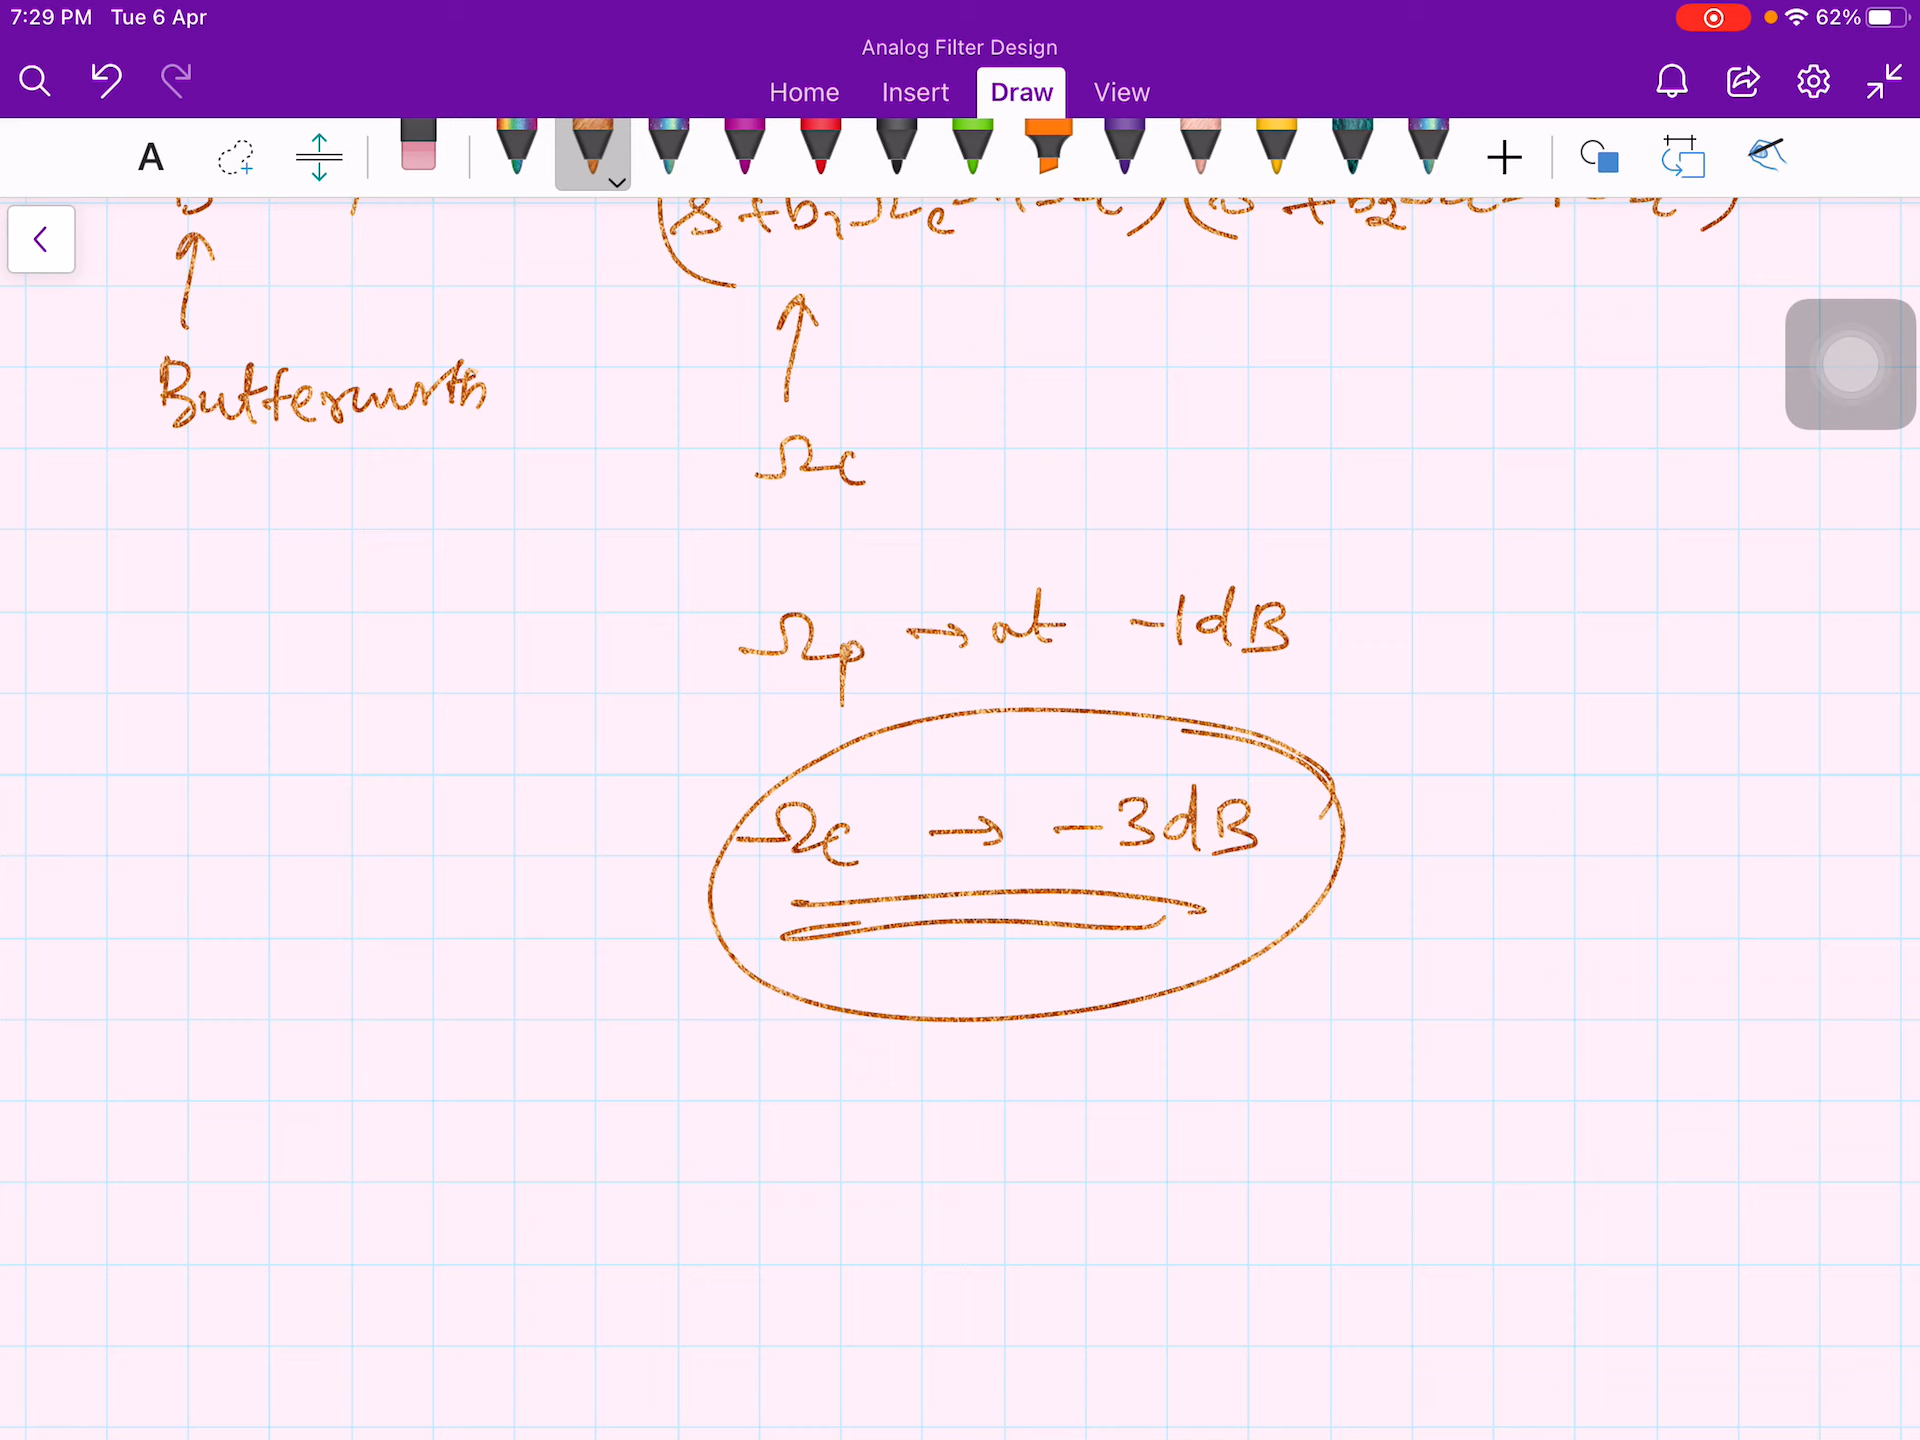 7:29 PM Tue 6 Apr
62%
Analog Filter Design
Home Insert Draw View
A
Butterworth
Ωc
Ωp → at -1dB
Ωc → -3dB